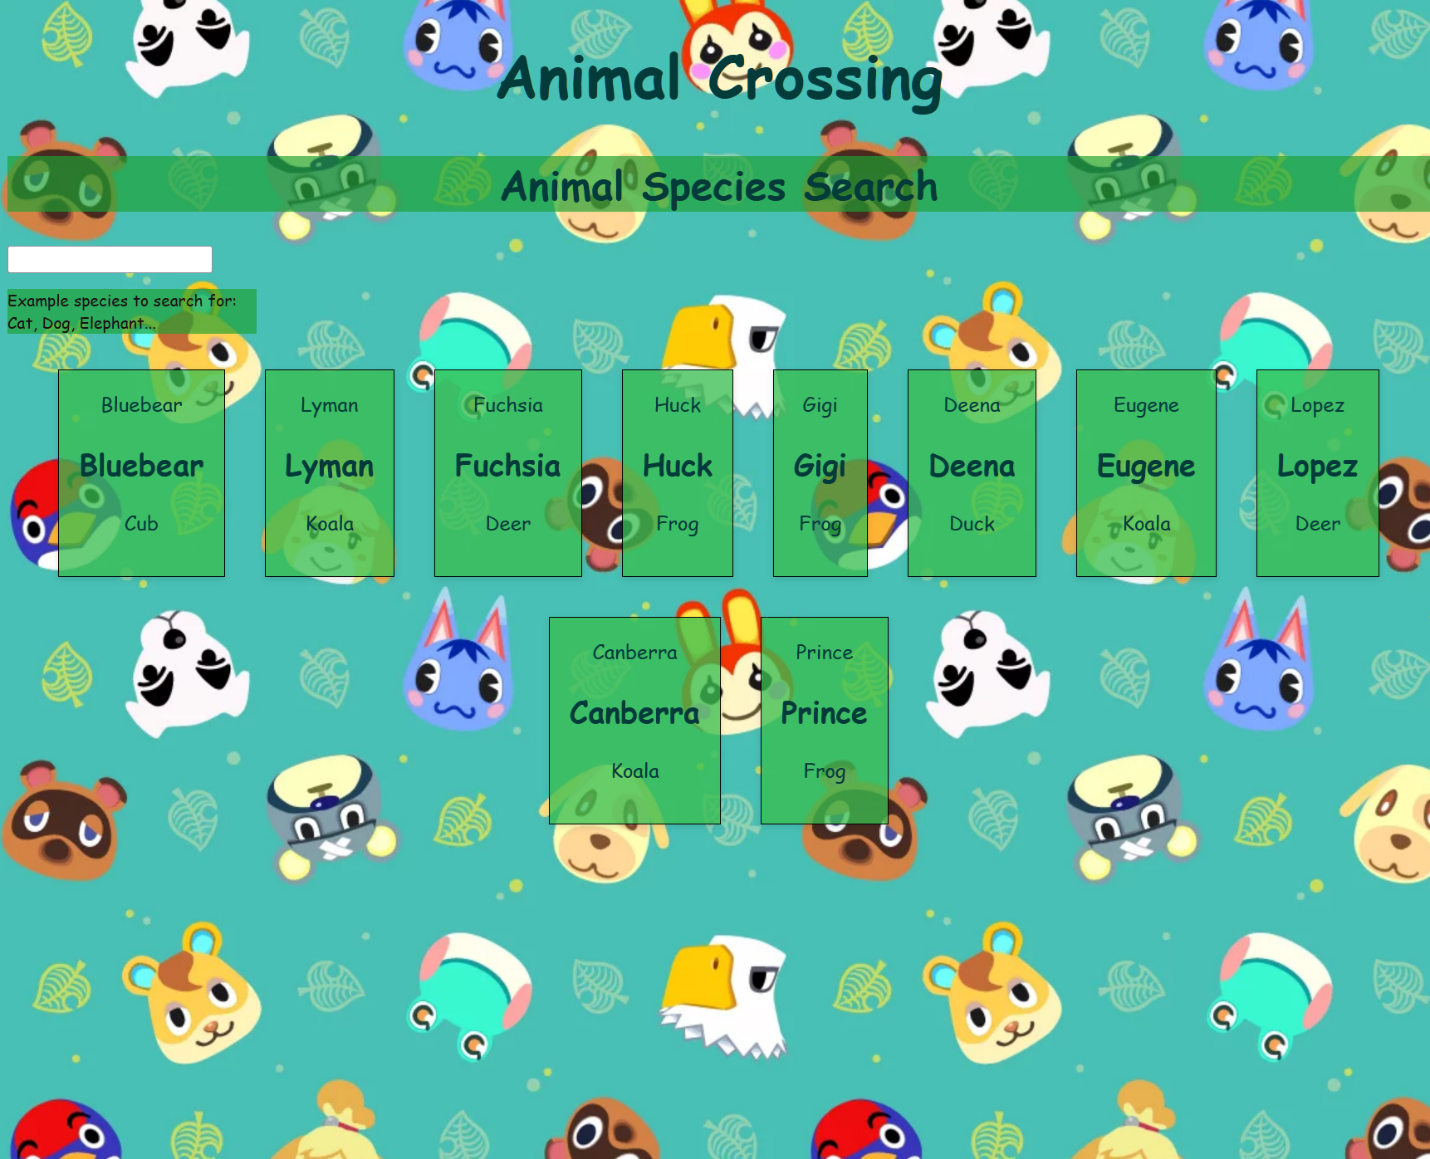 Animal Crossing
Animal Species Search
Example species to search for:
Cat, Dog, Elephant...
Bluebear
Bluebear
Cub
Lyman
Lyman
Koala
Fuchsia
Fuchsia
Deer
Huck
Huck
Frog
Gigi
Gigi
Frog
Deena
Deena
Duck
Eugene
Eugene
Koala
Lopez
Lopez
Deer
Canberra
Canberra
Koala
Prince
Prince
Frog